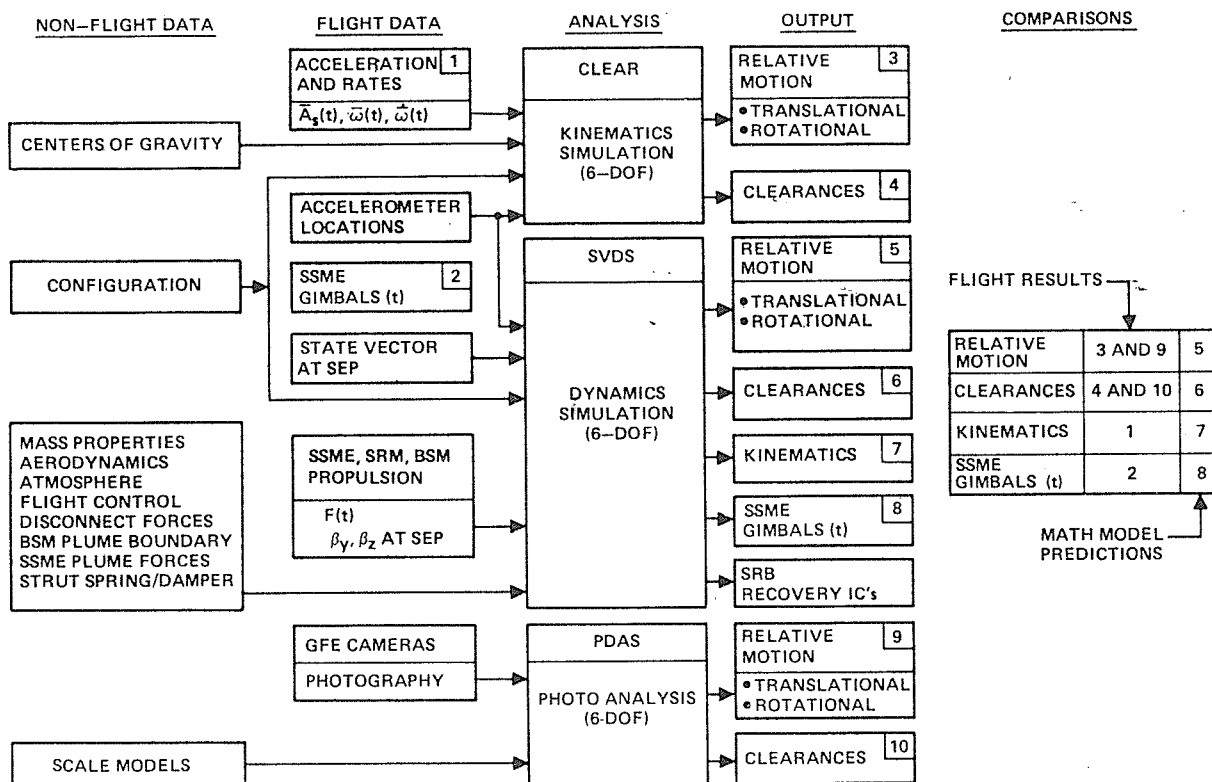 NON-FLIGHT DATA
FLIGHT DATA
ANALYSIS
OUTPUT
COMPARISONS
CENTERS OF GRAVITY
CONFIGURATION
MASS PROPERTIES
AERODYNAMICS
ATMOSPHERE
FLIGHT CONTROL
DISCONNECT FORCES
BSM PLUME BOUNDARY
SSME PLUME FORCES
STRUT SPRING/DAMPER
SCALE MODELS
ACCELERATION 1
AND RATES
A̅s(t), ω̅(t), ω̅̇(t)
ACCELEROMETER
LOCATIONS
SSME 2
GIMBALS (t)
STATE VECTOR
AT SEP
SSME, SRM, BSM
PROPULSION
F(t)
βy, βz AT SEP
GFE CAMERAS
PHOTOGRAPHY
CLEAR
KINEMATICS
SIMULATION
(6-DOF)
SVDS
DYNAMICS
SIMULATION
(6-DOF)
PDAS
PHOTO ANALYSIS
(6-DOF)
RELATIVE 3
MOTION
• TRANSLATIONAL
• ROTATIONAL
CLEARANCES 4
RELATIVE 5
MOTION
• TRANSLATIONAL
• ROTATIONAL
CLEARANCES 6
KINEMATICS 7
SSME 8
GIMBALS (t)
SRB
RECOVERY IC's
RELATIVE 9
MOTION
• TRANSLATIONAL
• ROTATIONAL
CLEARANCES 10
FLIGHT RESULTS
RELATIVE MOTION 3 AND 9 5
CLEARANCES 4 AND 10 6
KINEMATICS 1 7
SSME GIMBALS (t) 2 8
MATH MODEL
PREDICTIONS